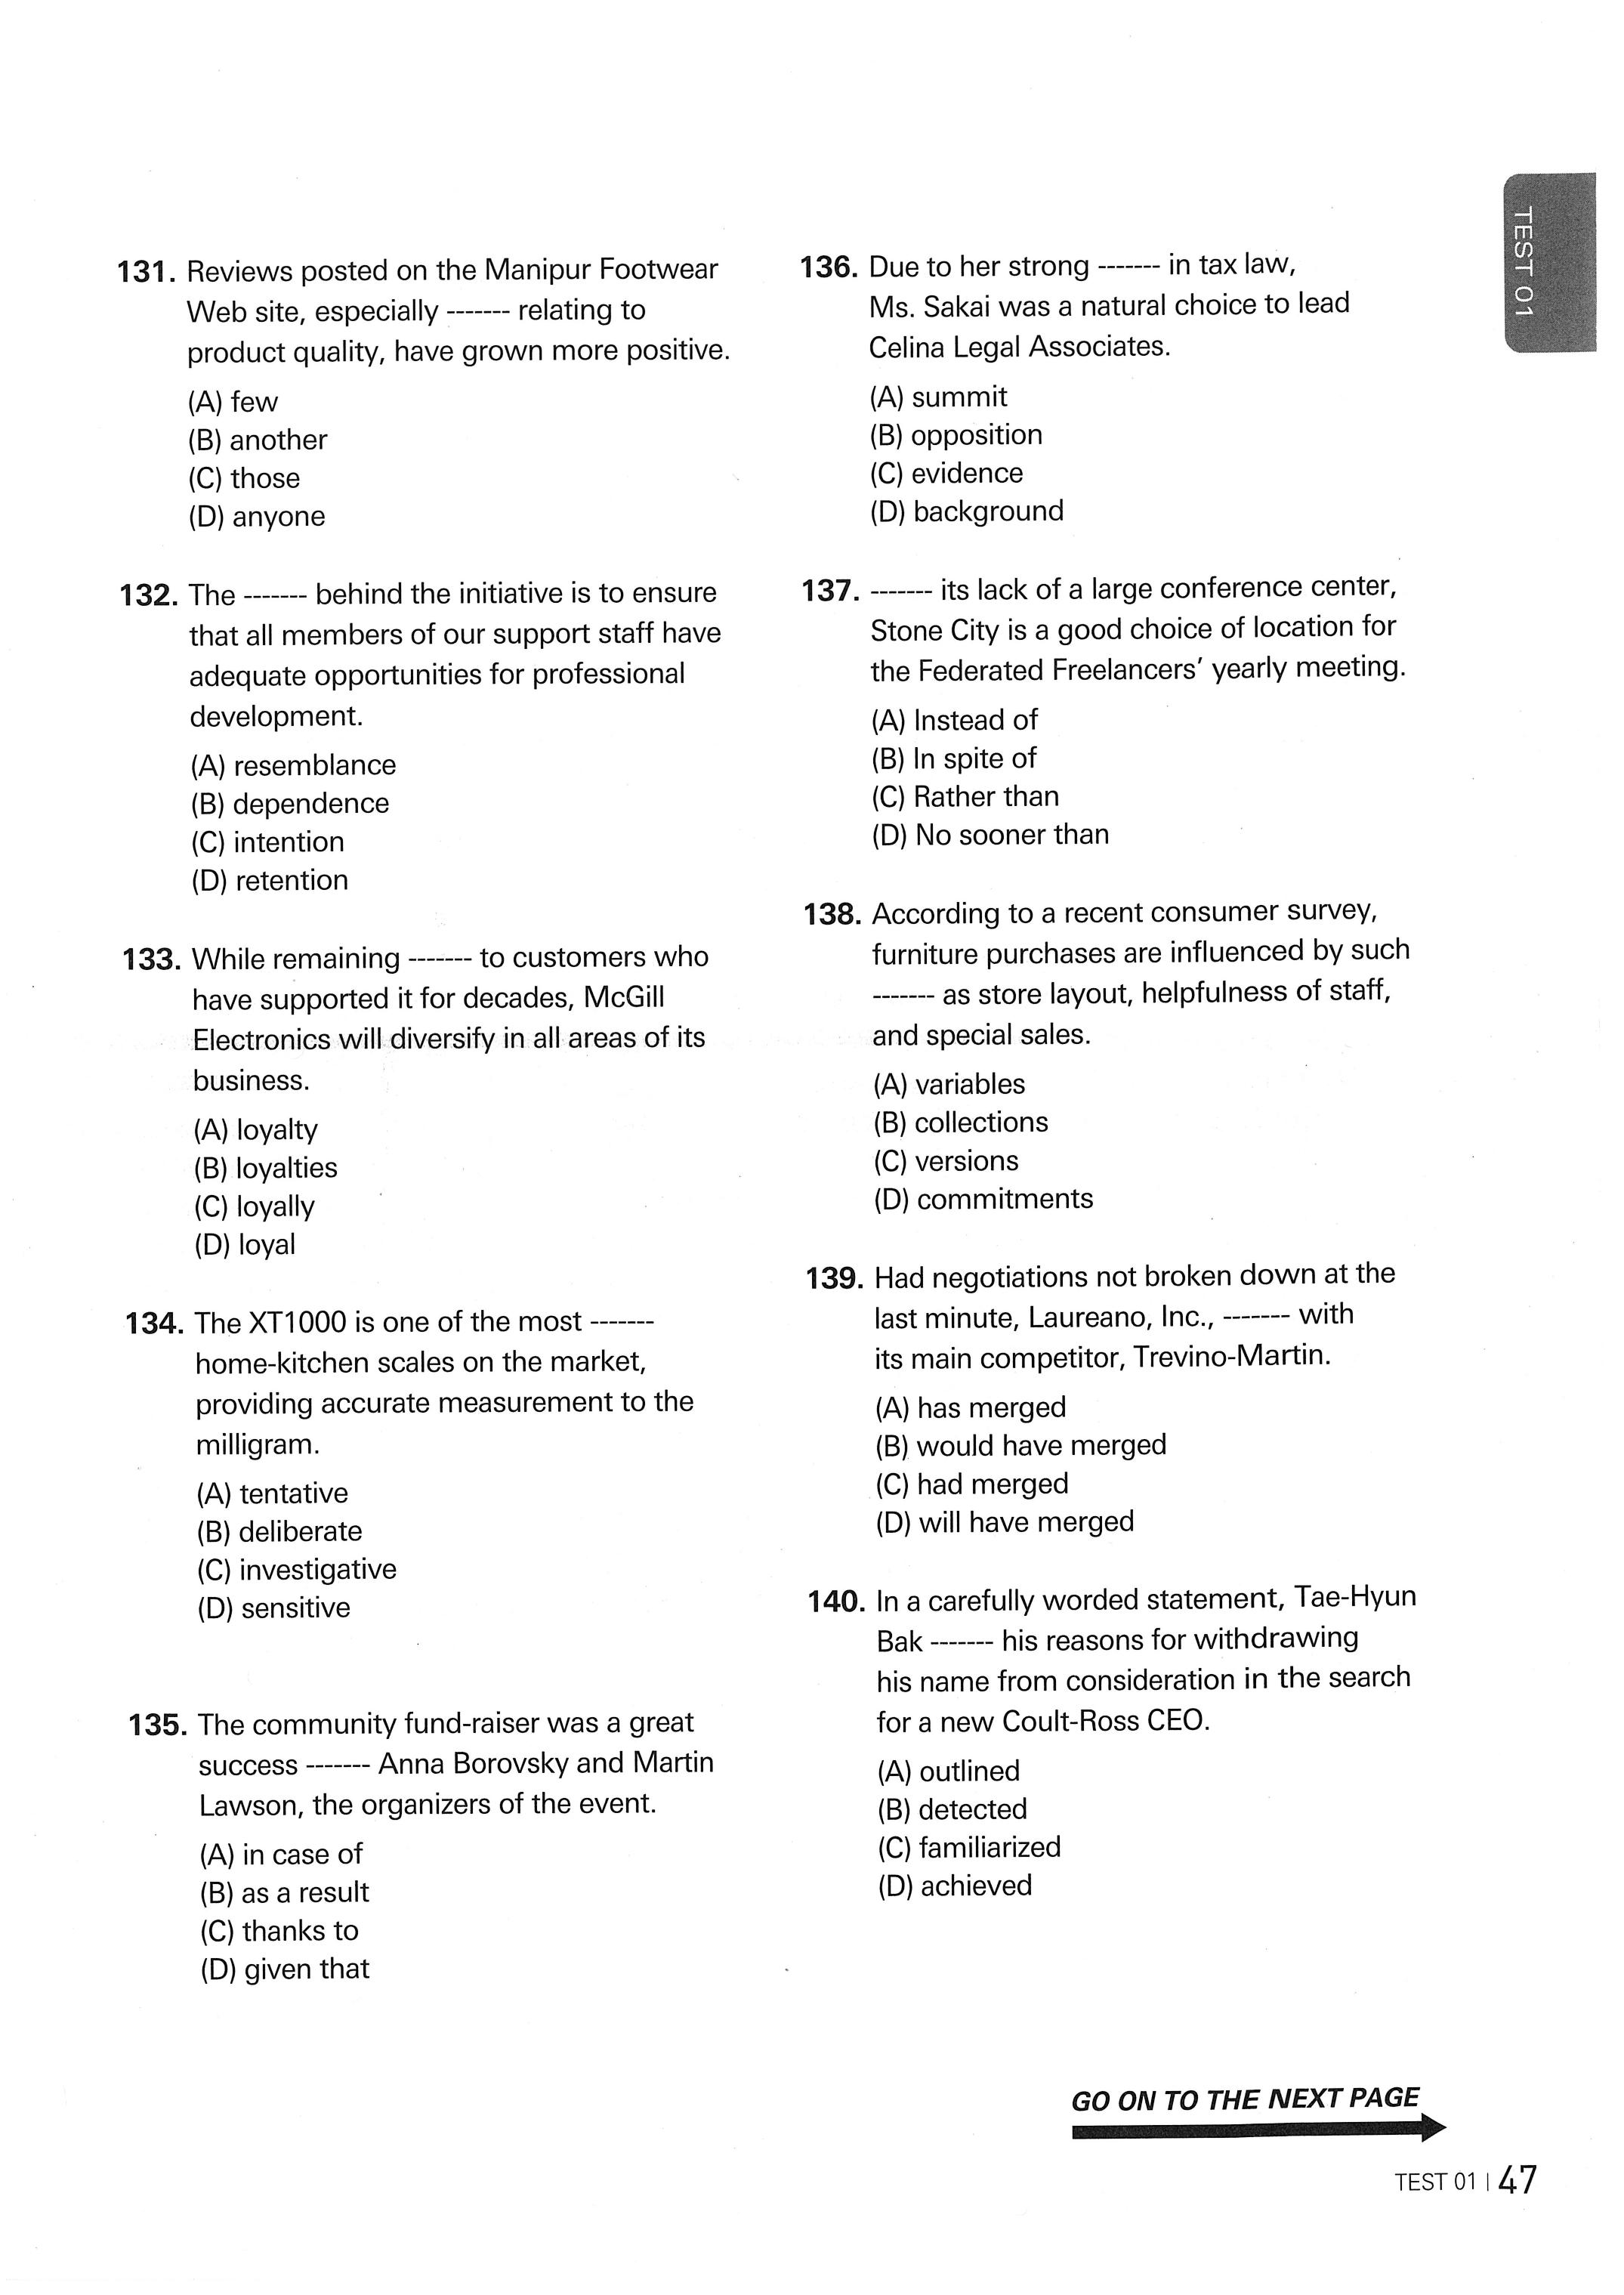 TEST 01
131. Reviews posted on the Manipur Footwear
Web site, especially ------- relating to
product quality, have grown more positive.
(A) few
(B) another
(C) those
(D) anyone
132. The ------- behind the initiative is to ensure
that all members of our support staff have
adequate opportunities for professional
development.
(A) resemblance
(B) dependence
(C) intention
(D) retention
133. While remaining ------- to customers who
have supported it for decades, McGill
Electronics will diversify in all areas of its
business.
(A) loyalty
(B) loyalties
(C) loyally
(D) loyal
134. The XT1000 is one of the most -------
home-kitchen scales on the market,
providing accurate measurement to the
milligram.
(A) tentative
(B) deliberate
(C) investigative
(D) sensitive
135. The community fund-raiser was a great
success ------- Anna Borovsky and Martin
Lawson, the organizers of the event.
(A) in case of
(B) as a result
(C) thanks to
(D) given that
136. Due to her strong ------- in tax law,
Ms. Sakai was a natural choice to lead
Celina Legal Associates.
(A) summit
(B) opposition
(C) evidence
(D) background
137. ------- its lack of a large conference center,
Stone City is a good choice of location for
the Federated Freelancers' yearly meeting.
(A) Instead of
(B) In spite of
(C) Rather than
(D) No sooner than
138. According to a recent consumer survey,
furniture purchases are influenced by such
------- as store layout, helpfulness of staff,
and special sales.
(A) variables
(B) collections
(C) versions
(D) commitments
139. Had negotiations not broken down at the
last minute, Laureano, Inc., ------- with
its main competitor, Trevino-Martin.
(A) has merged
(B) would have merged
(C) had merged
(D) will have merged
140. In a carefully worded statement, Tae-Hyun
Bak ------- his reasons for withdrawing
his name from consideration in the search
for a new Coult-Ross CEO.
(A) outlined
(B) detected
(C) familiarized
(D) achieved
GO ON TO THE NEXT PAGE
TEST 01 | 47